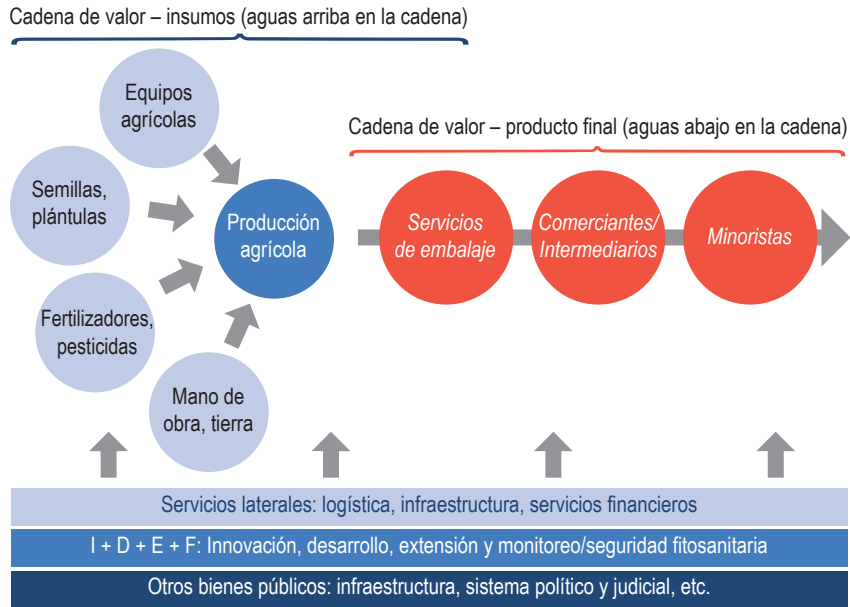 Cadena de valor – insumos (aguas arriba en la cadena)
Equipos
agrícolas
Cadena de valor – producto final (aguas abajo en la cadena)
Semillas,
plántulas
Producción
agrícola
Servicios
de embalaje
Comerciantes/
Intermediarios
Minoristas
Fertilizadores,
pesticidas
Mano de
obra, tierra
Servicios laterales: logística, infraestructura, servicios financieros
I + D + E + F: Innovación, desarrollo, extensión y monitoreo/seguridad fitosanitaria
Otros bienes públicos: infraestructura, sistema político y judicial, etc.